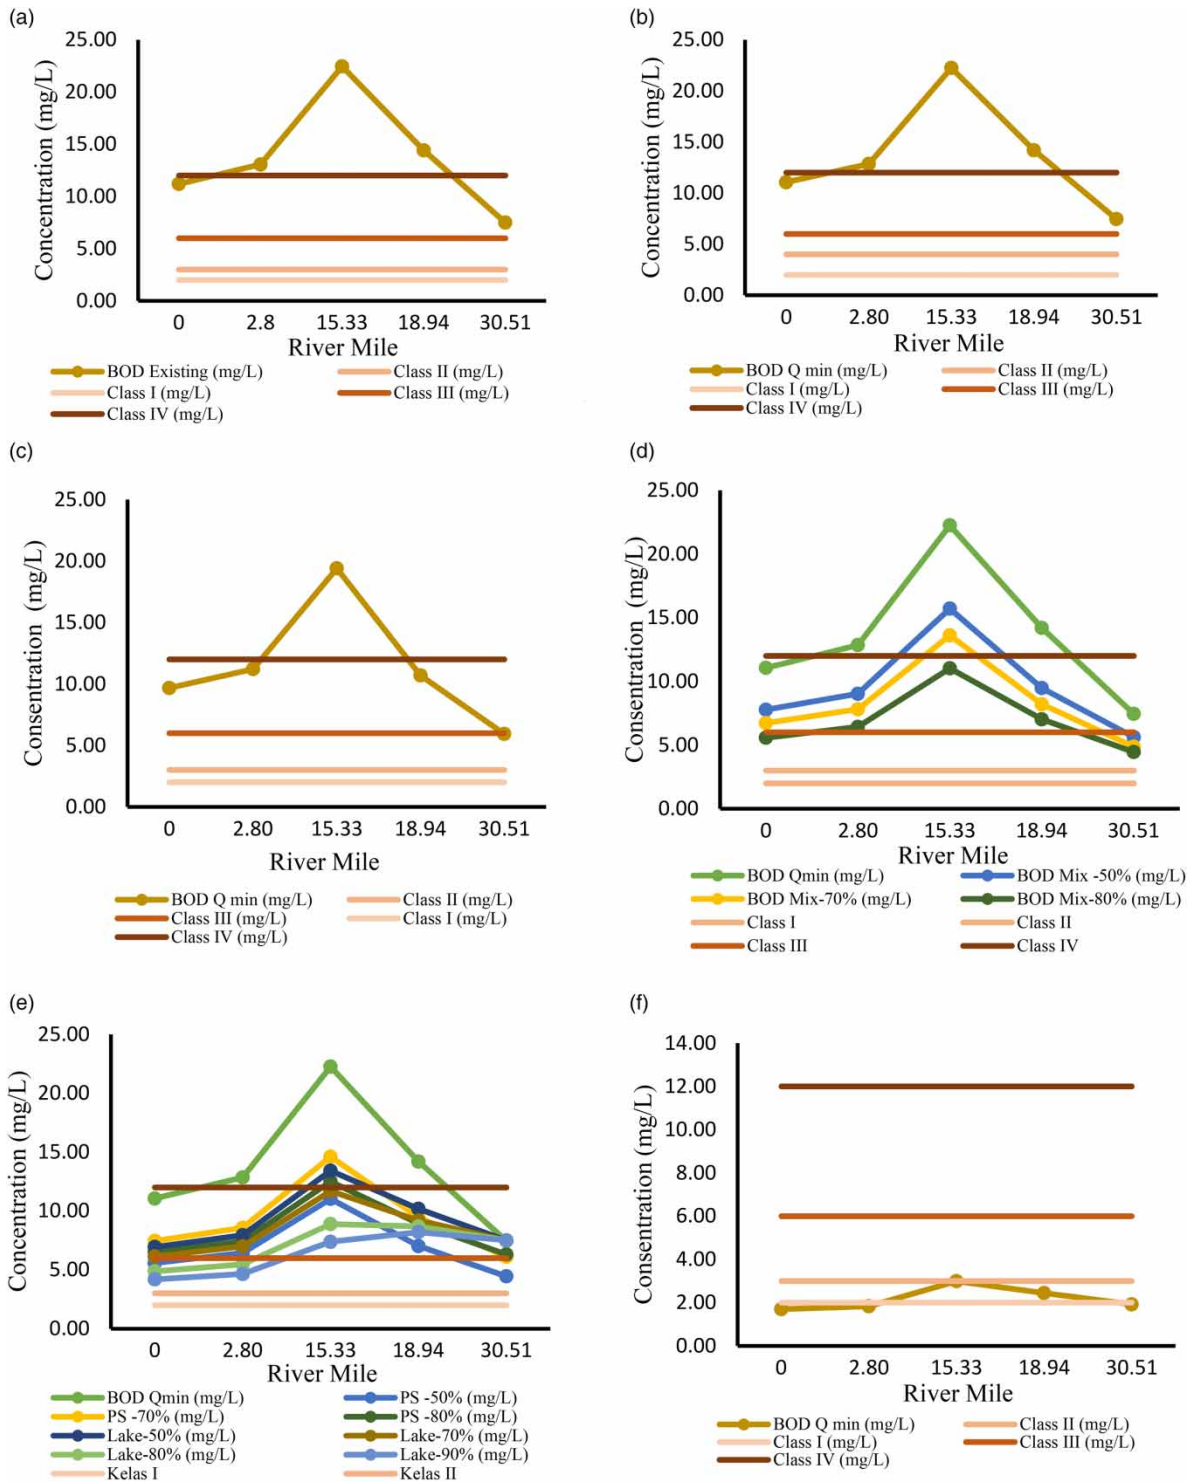 (a)
25.00
20.00
15.00
10.00
5.00
0.00
Concentration (mg/L)
0 2.8 15.33 18.94 30.51
River Mile
BOD Existing (mg/L) Class II (mg/L)
Class I (mg/L) Class III (mg/L)
Class IV (mg/L)
(b)
25.00
20.00
15.00
10.00
5.00
0.00
Concentration (mg/L)
0 2.80 15.33 18.94 30.51
River Mile
BOD Q min (mg/L) Class II (mg/L)
Class I (mg/L) Class III (mg/L)
Class IV (mg/L)
(c)
25.00
20.00
15.00
10.00
5.00
0.00
Consentration (mg/L)
0 2.80 15.33 18.94 30.51
River Mile
BOD Q min (mg/L) Class II (mg/L)
Class III (mg/L) Class I (mg/L)
Class IV (mg/L)
(d)
25.00
20.00
15.00
10.00
5.00
0.00
Consentration (mg/L)
0 2.80 15.33 18.94 30.51
River Mile
BOD Qmin (mg/L) BOD Mix -50% (mg/L)
BOD Mix-70% (mg/L) BOD Mix-80% (mg/L)
Class I Class II
Class III Class IV
(e)
25.00
20.00
15.00
10.00
5.00
0.00
Concentration (mg/L)
0 2.80 15.33 18.94 30.51
River Mile
BOD Qmin (mg/L) PS -50% (mg/L)
PS -70% (mg/L) PS -80% (mg/L)
Lake-50% (mg/L) Lake-70% (mg/L)
Lake-80% (mg/L) Lake-90% (mg/L)
Kelas I Kelas II
(f)
14.00
12.00
10.00
8.00
6.00
4.00
2.00
0.00
Consentration (mg/L)
0 2.80 15.33 18.94 30.51
River Mile
BOD Q min (mg/L) Class II (mg/L)
Class I (mg/L) Class III (mg/L)
Class IV (mg/L)